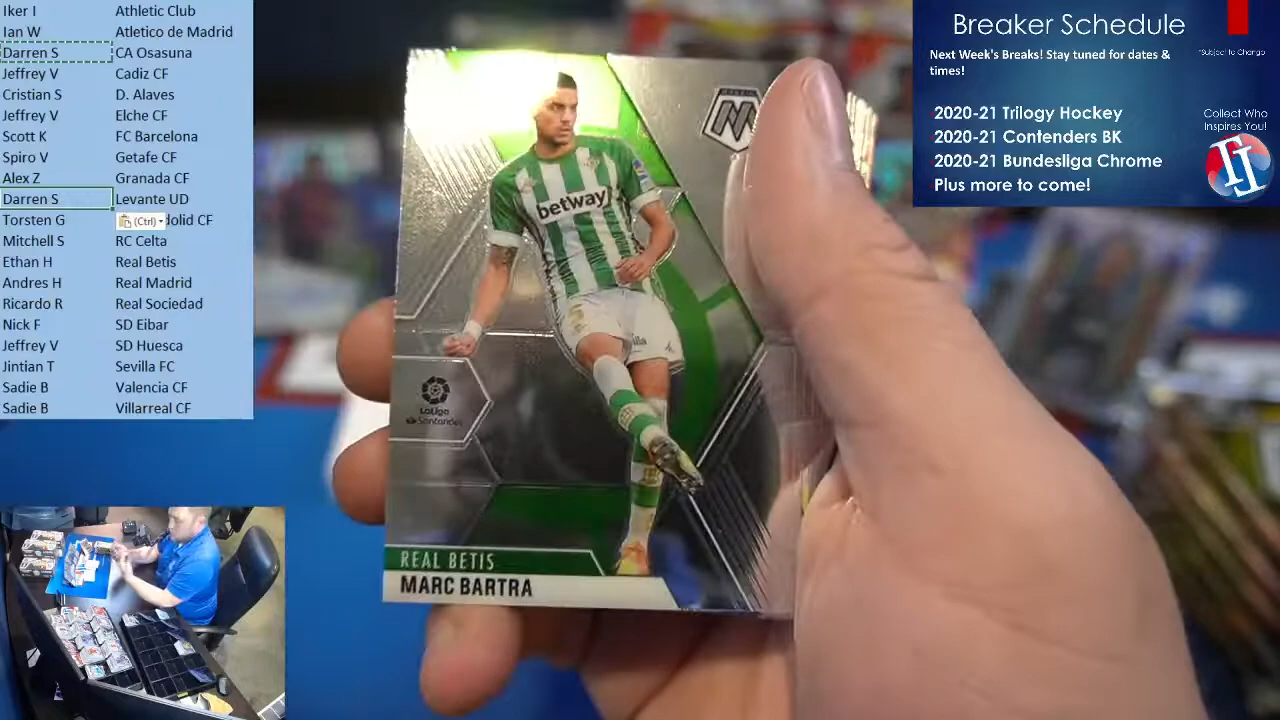 Iker I Athletic Club
Ian W Atletico de Madrid
Darren S CA Osasuna
Jeffrey V Cadiz CF
Cristian S D. Alaves
Jeffrey V Elche CF
Scott K FC Barcelona
Spiro V Getafe CF
Alex Z Granada CF
Darren S Levante UD
Torsten G (Ctrl) dolid CF
Mitchell S RC Celta
Ethan H Real Betis
Andres H Real Madrid
Ricardo R Real Sociedad
Nick F SD Eibar
Jeffrey V SD Huesca
Jintian T Sevilla FC
Sadie B Valencia CF
Sadie B Villarreal CF
Breaker Schedule
Next Week's Breaks! Stay tuned for dates &
times!
*Subject to Change
2020-21 Trilogy Hockey
2020-21 Contenders BK
2020-21 Bundesliga Chrome
Plus more to come!
Collect Who
Inspires You!
betway
LaLiga
Santander
REAL BETIS
MARC BARTRA